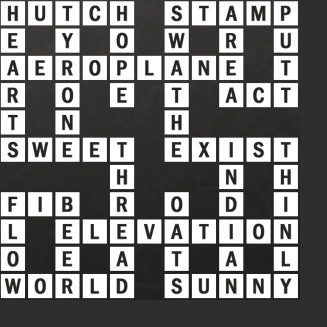 HUTCH STAMP
E Y O W R U
AEROPLANE T
R O E T ACT
T N H
SWEET EXIST
H N H
FIB R O D I
L ELEVATION
O E A T A L
WORLD SUNNY